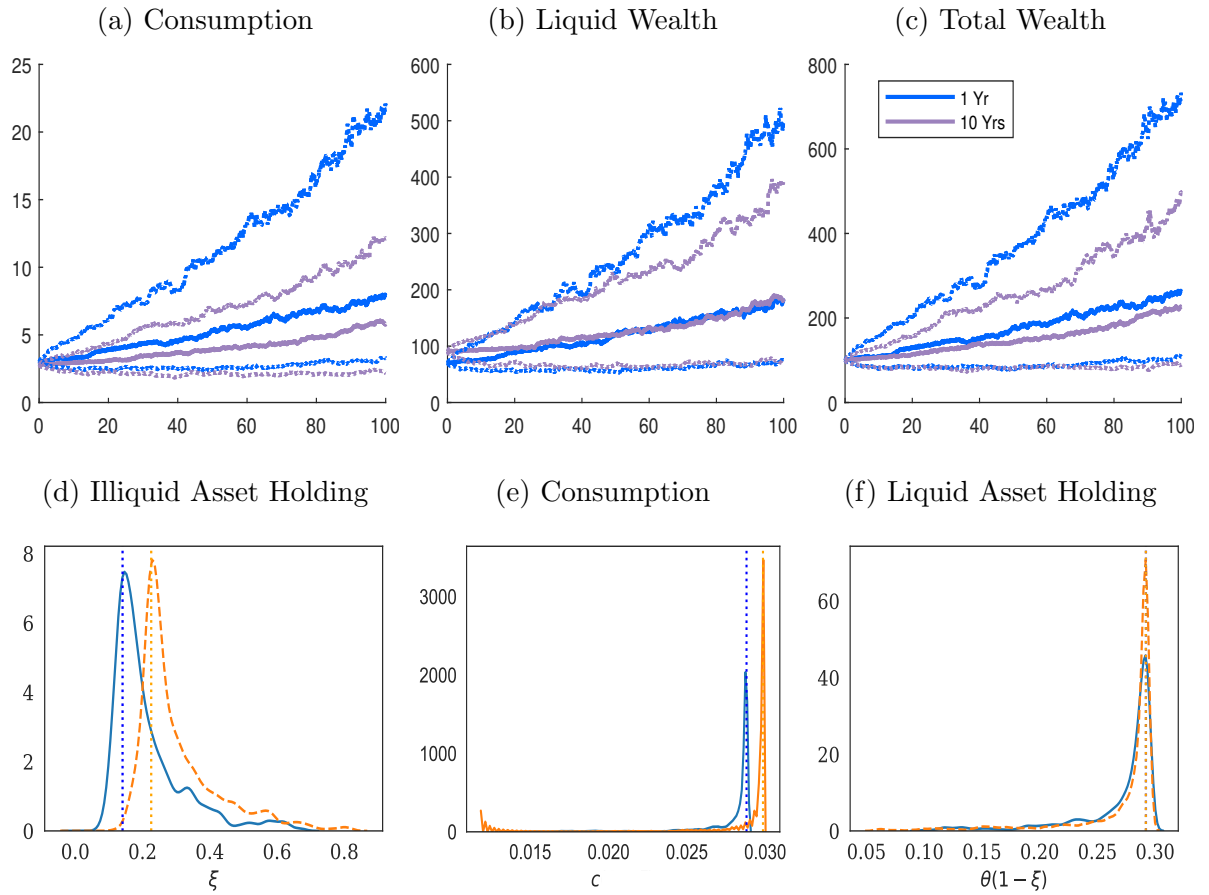 (a) Consumption
(b) Liquid Wealth
(c) Total Wealth
25
20
15
10
5
0
0 20 40 60 80 100
600
500
400
300
200
100
0
0 20 40 60 80 100
800
600
400
200
0
0 20 40 60 80 100
1 Yr
10 Yrs
(d) Illiquid Asset Holding
(e) Consumption
(f) Liquid Asset Holding
8
6
4
2
0
0.0 0.2 0.4 0.6 0.8
ξ
3000
2000
1000
0
0.015 0.020 0.025 0.030
c
60
40
20
0
0.05 0.10 0.15 0.20 0.25 0.30
θ(1 − ξ)